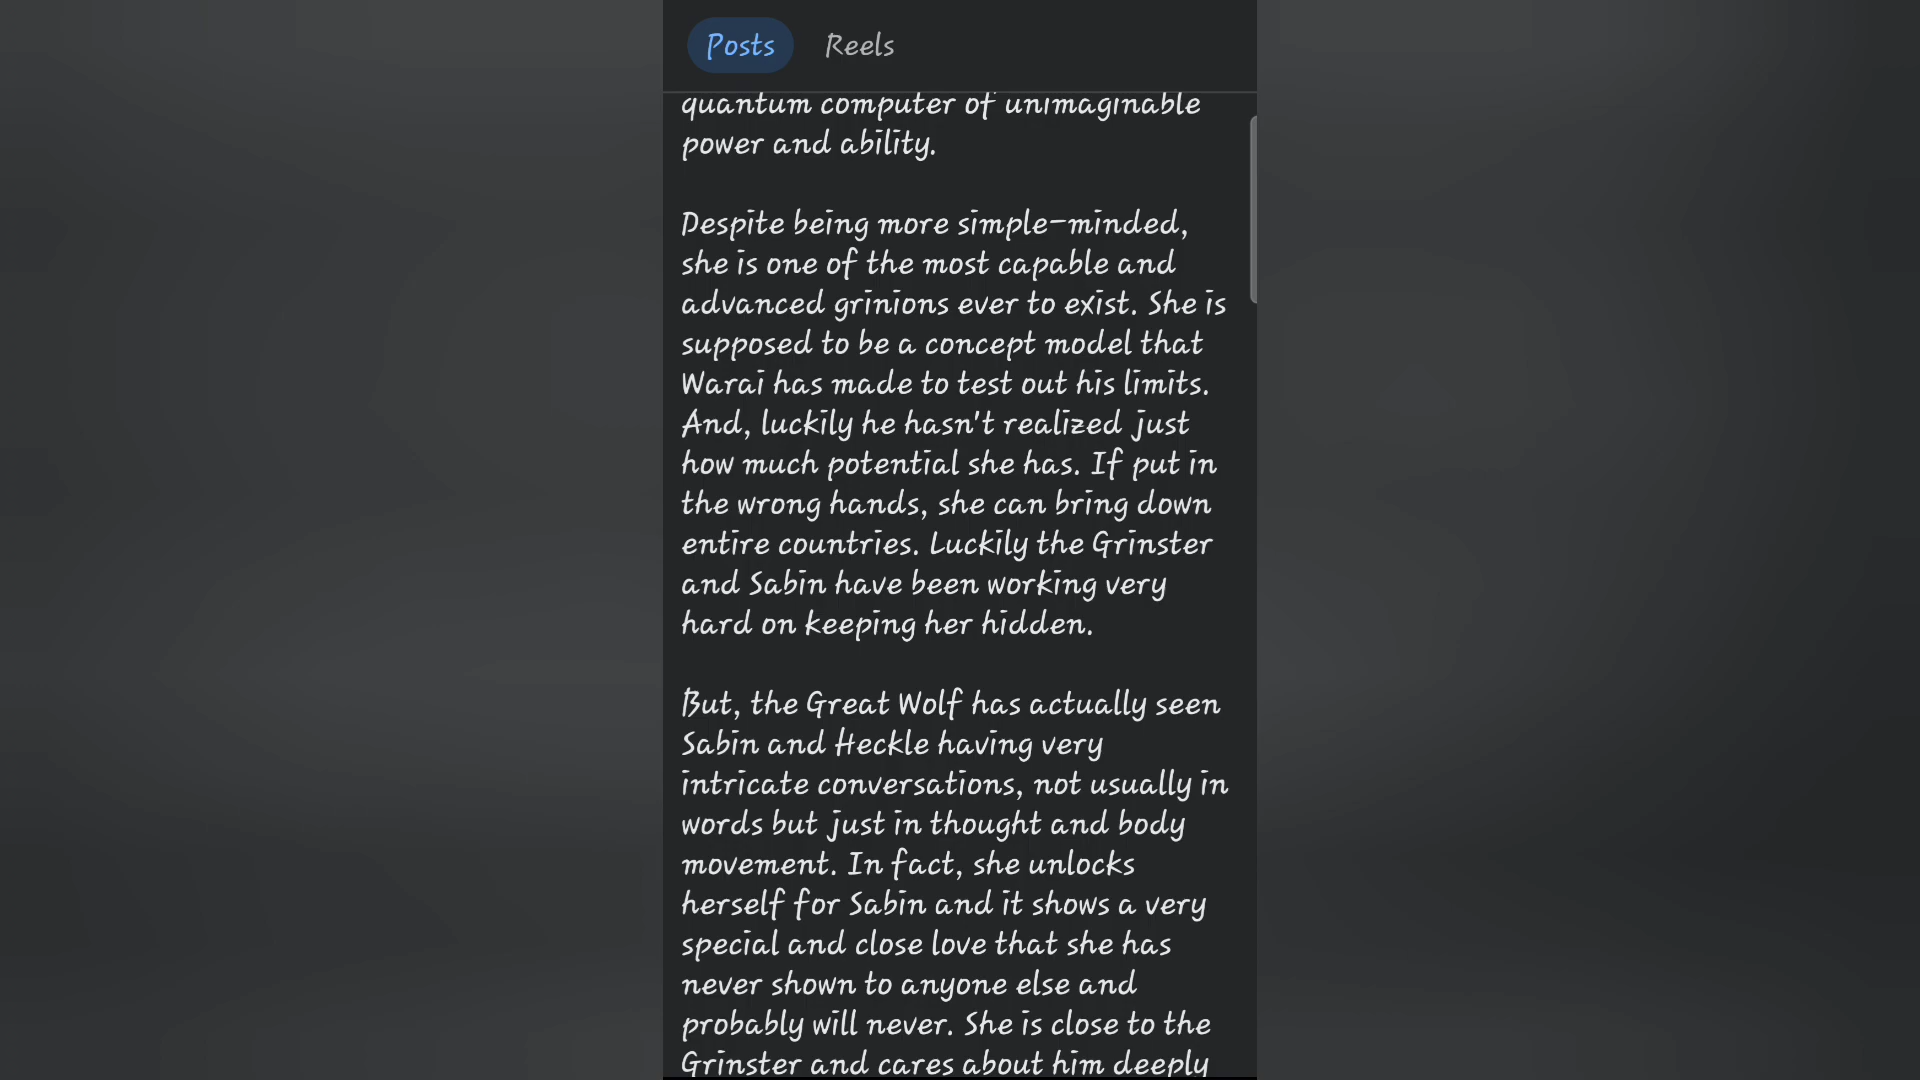 Posts Reels
quantum computer of unimaginable
power and ability.
Despite being more simple-minded,
she is one of the most capable and
advanced grinions ever to exist. She is
supposed to be a concept model that
Warai has made to test out his limits.
And, luckily he hasn't realized just
how much potential she has. If put in
the wrong hands, she can bring down
entire countries. Luckily the Grinster
and Sabin have been working very
hard on keeping her hidden.
But, the Great Wolf has actually seen
Sabin and Heckle having very
intricate conversations, not usually in
words but just in thought and body
movement. In fact, she unlocks
herself for Sabin and it shows a very
special and close love that she has
never shown to anyone else and
probably will never. She is close to the
Grinster and cares about him deeply